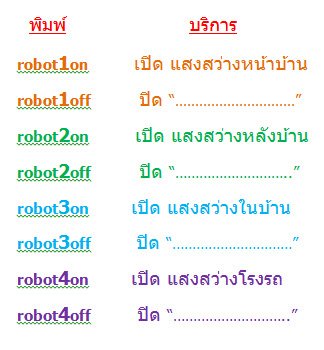 พิมพ์ บริการ
robot1on เปิด แสงสว่างหน้าบ้าน
robot1off ปิด “..............................”
robot2on เปิด แสงสว่างหลังบ้าน
robot2off ปิด “.............................”
robot3on เปิด แสงสว่างในบ้าน
robot3off ปิด “..............................”
robot4on เปิด แสงสว่างโรงรถ
robot4off ปิด “.............................”